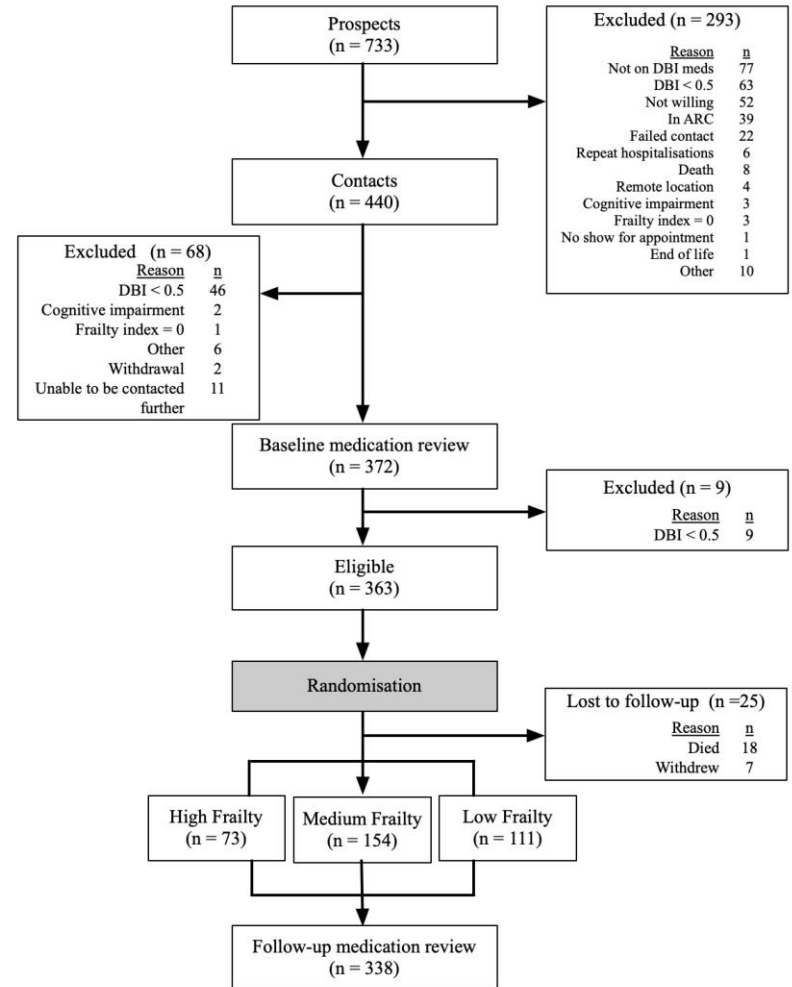 Prospects
(n = 733)
Excluded (n = 293)
Reason n
Not on DBI meds 77
DBI < 0.5 63
Not willing 52
In ARC 39
Failed contact 22
Repeat hospitalisations 6
Death 8
Remote location 4
Cognitive impairment 3
Frailty index = 0 3
No show for appointment 1
End of life 1
Other 10
Contacts
(n = 440)
Excluded (n = 68)
Reason n
DBI < 0.5 46
Cognitive impairment 2
Frailty index = 0 1
Other 6
Withdrawal 2
Unable to be contacted 11
further
Baseline medication review
(n = 372)
Excluded (n = 9)
Reason n
DBI < 0.5 9
Eligible
(n = 363)
Randomisation
Lost to follow-up (n =25)
Reason n
Died 18
Withdrew 7
High Frailty
(n = 73)
Medium Frailty
(n = 154)
Low Frailty
(n = 111)
Follow-up medication review
(n = 338)